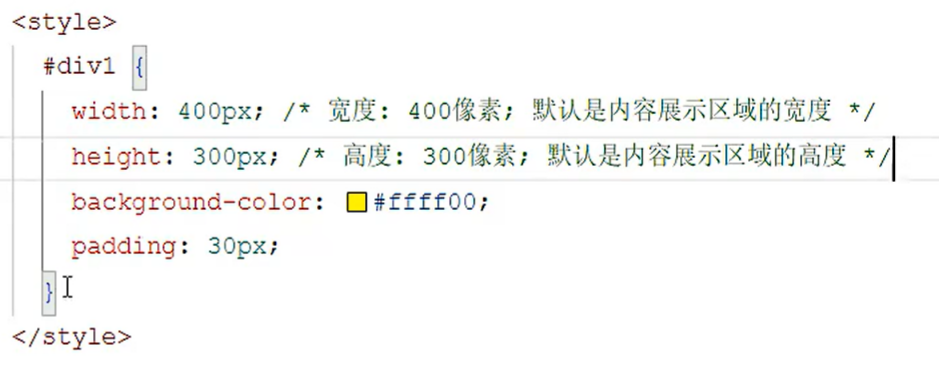 <style>
#div1 {
width: 400px; /* 宽度: 400像素; 默认是内容展示区域的宽度 */
height: 300px; /* 高度: 300像素; 默认是内容展示区域的高度 */
background-color: #ffff00;
padding: 30px;
}
</style>